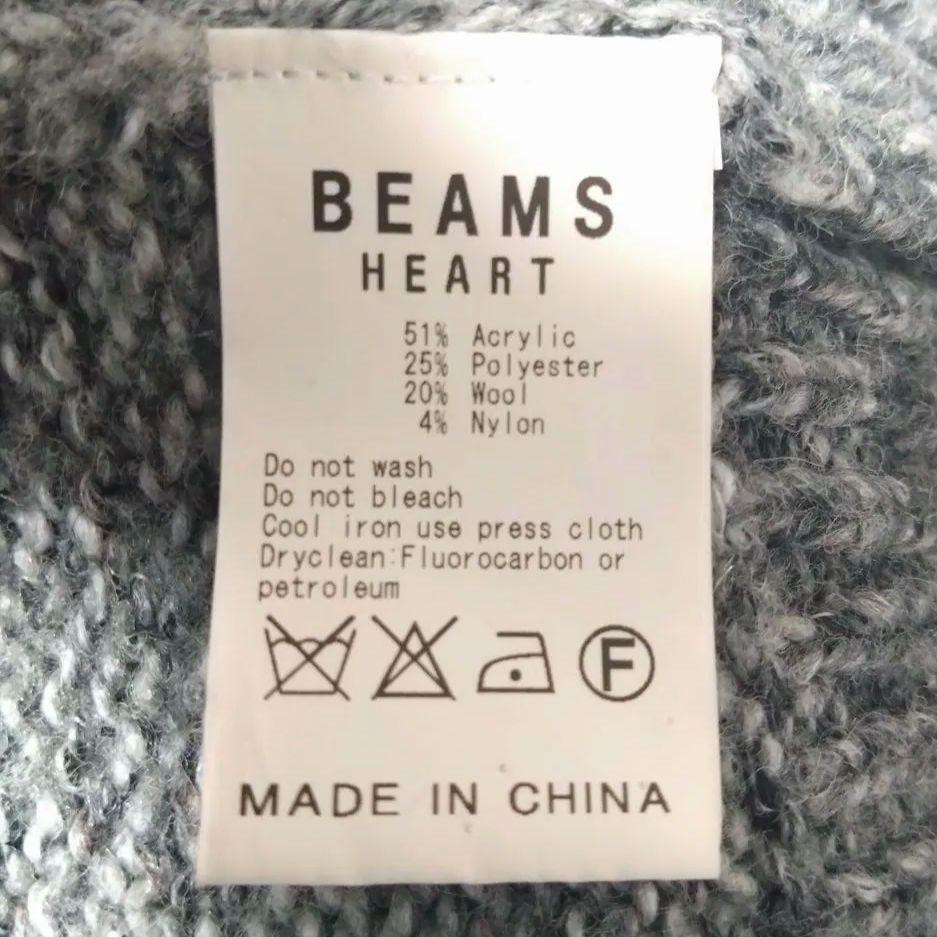 BEAMS
HEART
51% Acrylic
25% Polyester
20% Wool
4% Nylon
Do not wash
Do not bleach
Cool iron use press cloth
Dryclean:Fluorocarbon or
petroleum
F
MADE IN CHINA